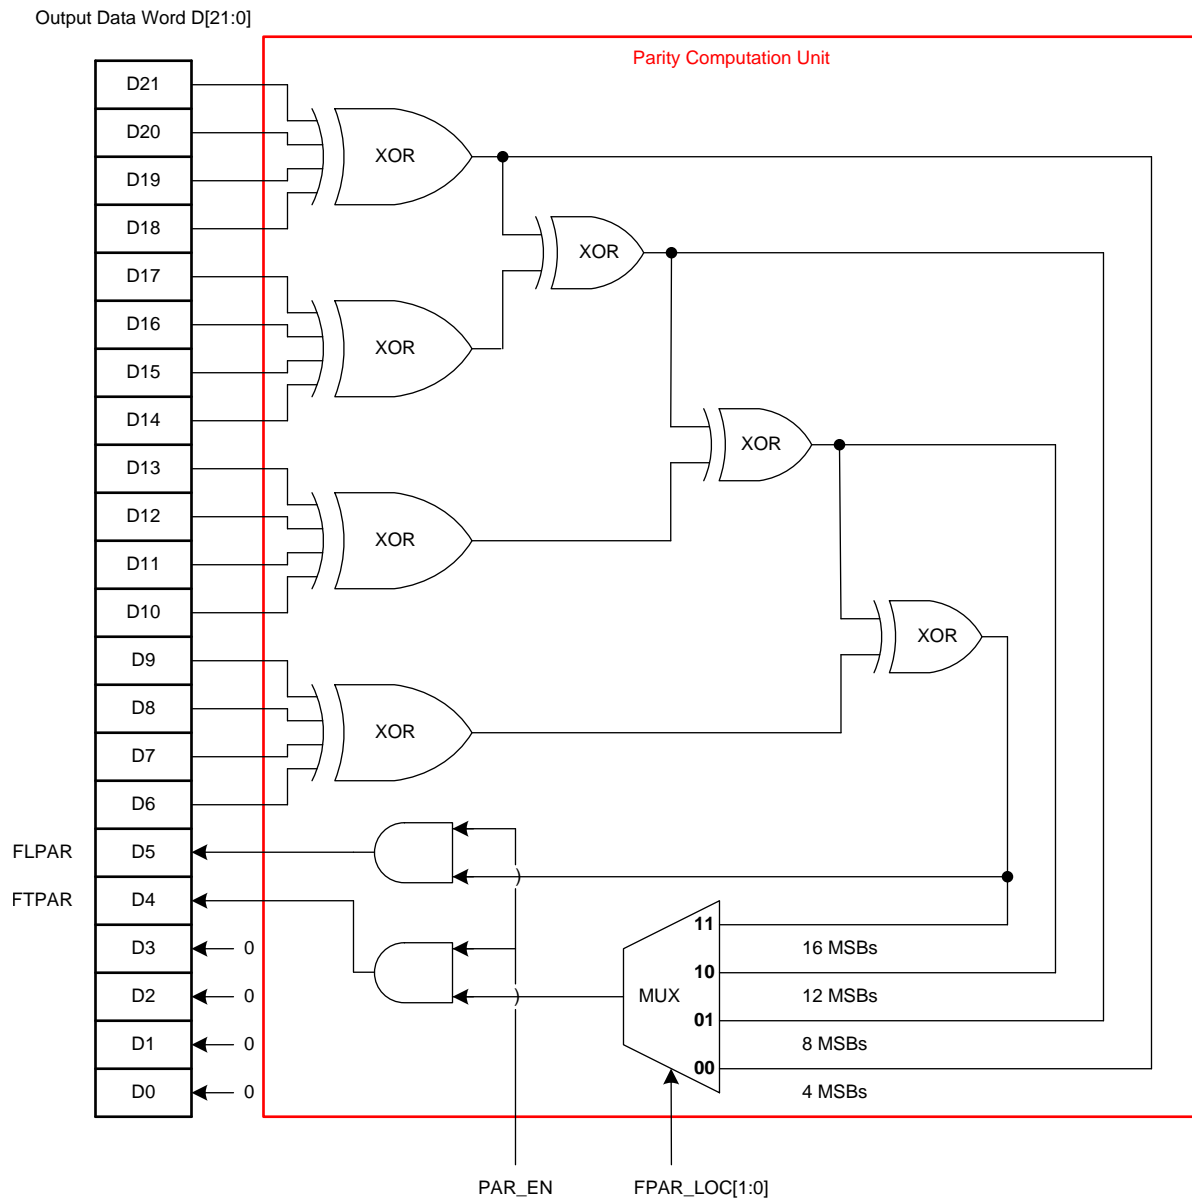 Output Data Word D[21:0]
Parity Computation Unit
D21
D20
XOR
D19
D18
XOR
D17
D16
XOR
D15
D14
XOR
D13
D12
XOR
D11
D10
XOR
D9
D8
XOR
D7
D6
FLPAR D5
FTPAR D4
11
D3 0
16 MSBs
10
D2 0
MUX
12 MSBs
01
D1 0
8 MSBs
00
D0 0
4 MSBs
PAR_EN
FPAR_LOC[1:0]